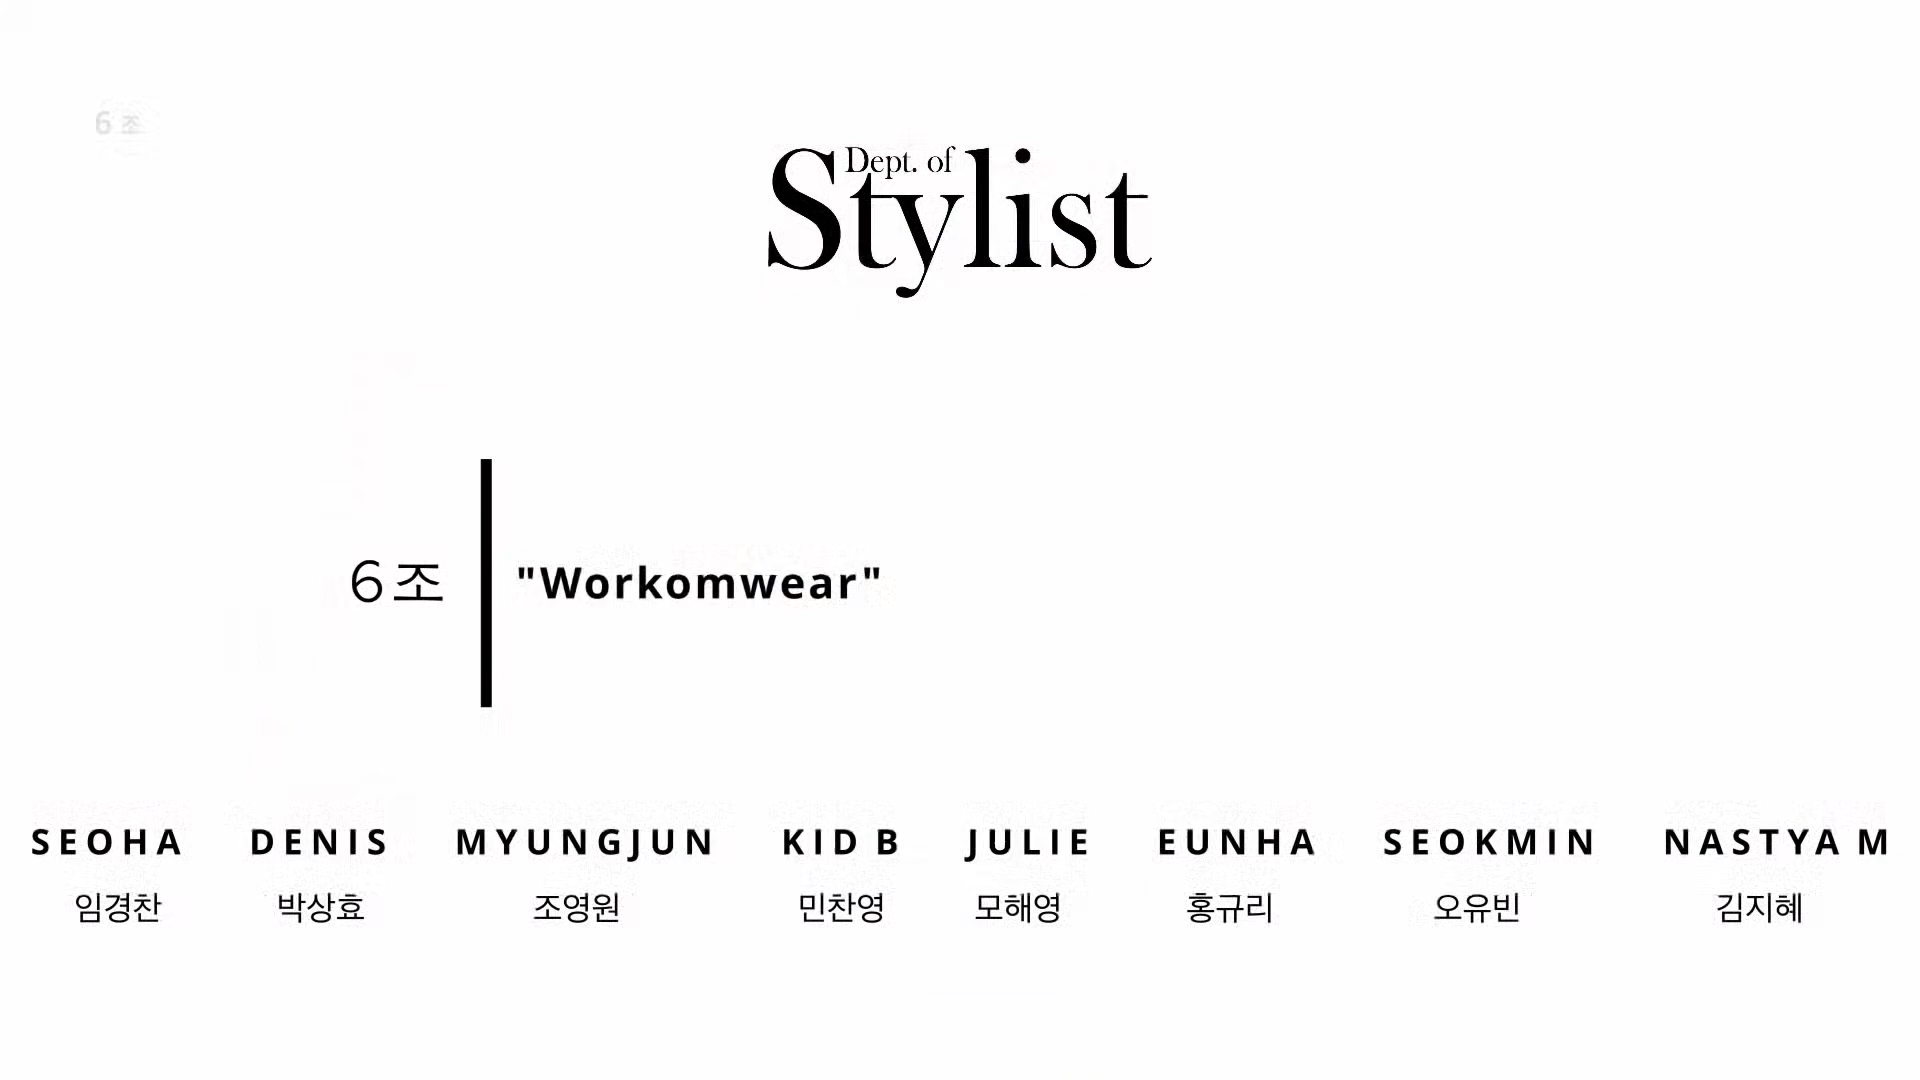 6 조
Dept. of
Stylist
6조
"Workomwear"
SEOHA DENIS MYUNGJUN KID B JULIE EUNHA SEOKMIN NASTYA M
임경찬 박상효 조영원 민찬영 모해영 홍규리 오유빈 김지혜